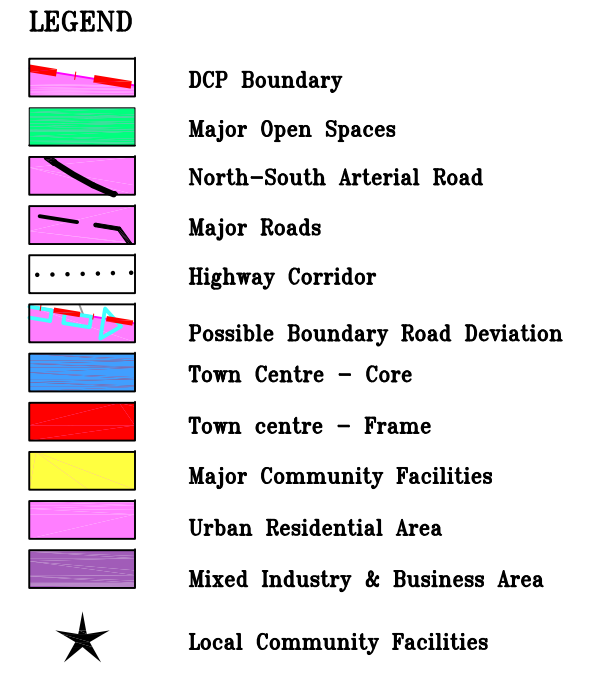 LEGEND
DCP Boundary
Major Open Spaces
North-South Arterial Road
Major Roads
Highway Corridor
Possible Boundary Road Deviation
Town Centre - Core
Town centre - Frame
Major Community Facilities
Urban Residential Area
Mixed Industry & Business Area
Local Community Facilities